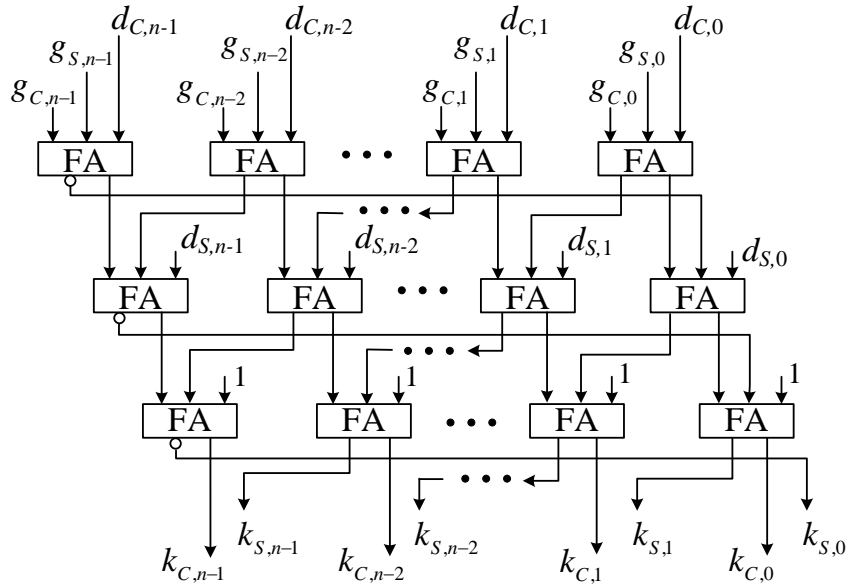 d_{C,n-1} d_{C,n-2} d_{C,1} d_{C,0}
g_{S,n–1} g_{S,n–2} g_{S,1} g_{S,0}
g_{C,n–1} g_{C,n–2} g_{C,1} g_{C,0}
FA FA • • • FA FA
• • •
d_{S,n-1} d_{S,n-2} d_{S,1} d_{S,0}
FA FA • • • FA FA
• • •
1 1 1 1
FA FA • • • FA FA
• • •
k_{S,n–1} k_{S,n–2} k_{S,1} k_{S,0}
k_{C,n–1} k_{C,n–2} k_{C,1} k_{C,0}